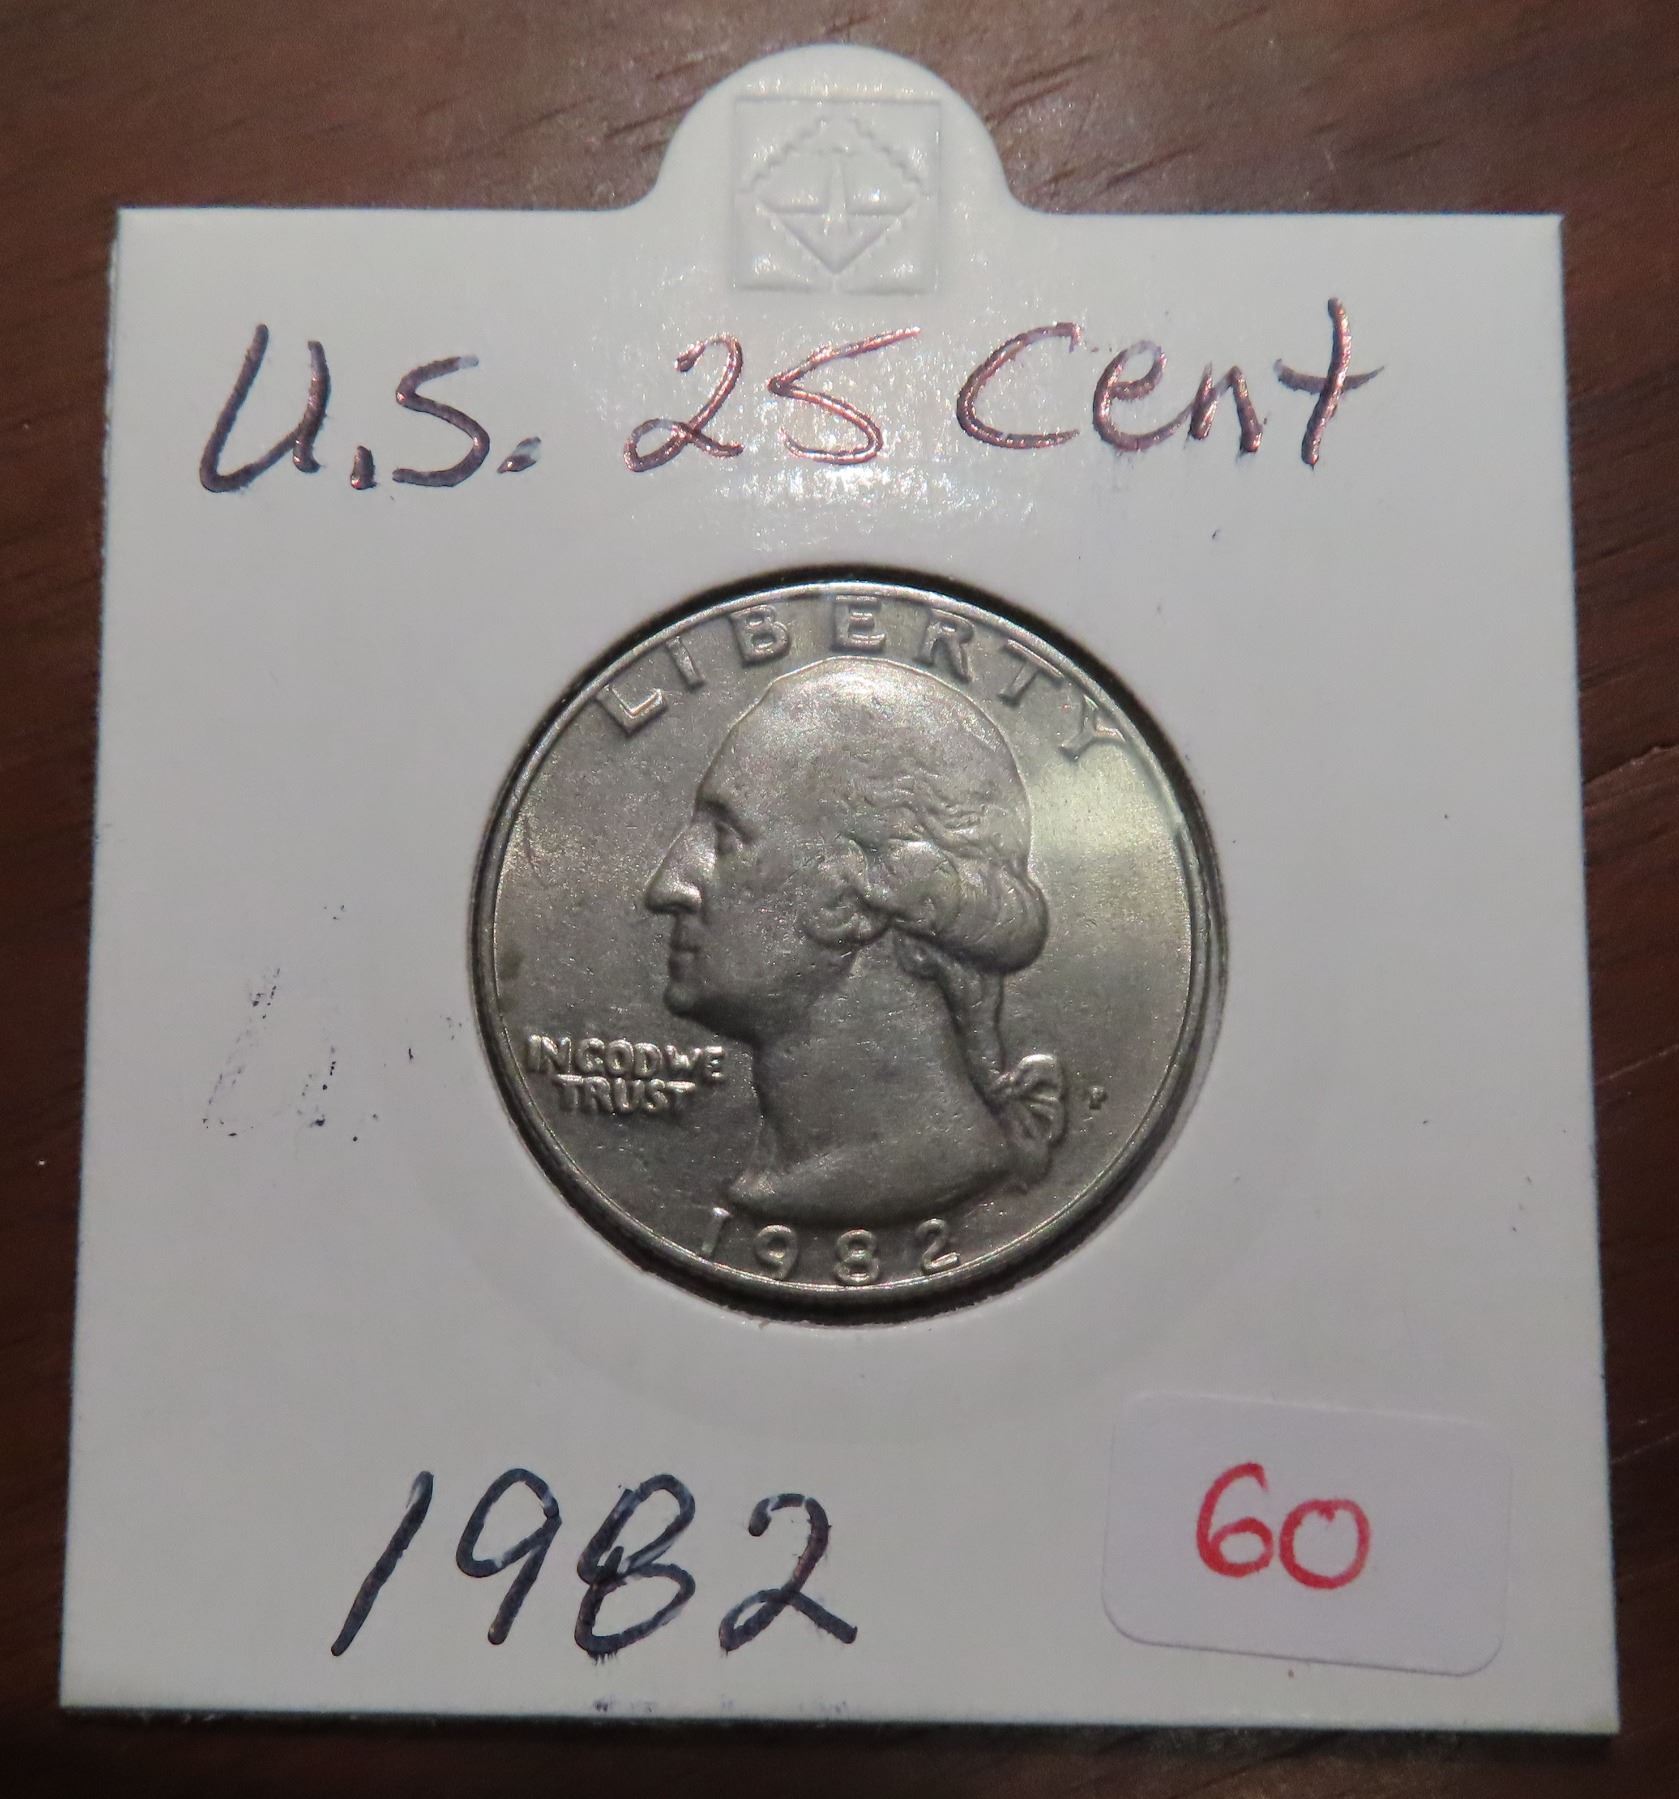 U.S. 25 Cent
LIBERTY
IN GOD WE
TRUST
P
1982
1982
60